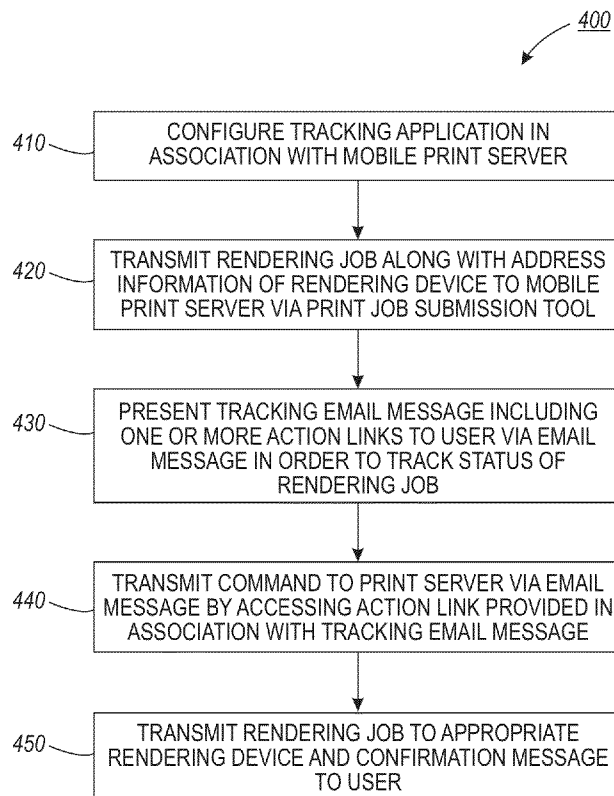 400
410
CONFIGURE TRACKING APPLICATION IN
ASSOCIATION WITH MOBILE PRINT SERVER
420
TRANSMIT RENDERING JOB ALONG WITH ADDRESS
INFORMATION OF RENDERING DEVICE TO MOBILE
PRINT SERVER VIA PRINT JOB SUBMISSION TOOL
430
PRESENT TRACKING EMAIL MESSAGE INCLUDING
ONE OR MORE ACTION LINKS TO USER VIA EMAIL
MESSAGE IN ORDER TO TRACK STATUS OF
RENDERING JOB
440
TRANSMIT COMMAND TO PRINT SERVER VIA EMAIL
MESSAGE BY ACCESSING ACTION LINK PROVIDED IN
ASSOCIATION WITH TRACKING EMAIL MESSAGE
450
TRANSMIT RENDERING JOB TO APPROPRIATE
RENDERING DEVICE AND CONFIRMATION MESSAGE
TO USER